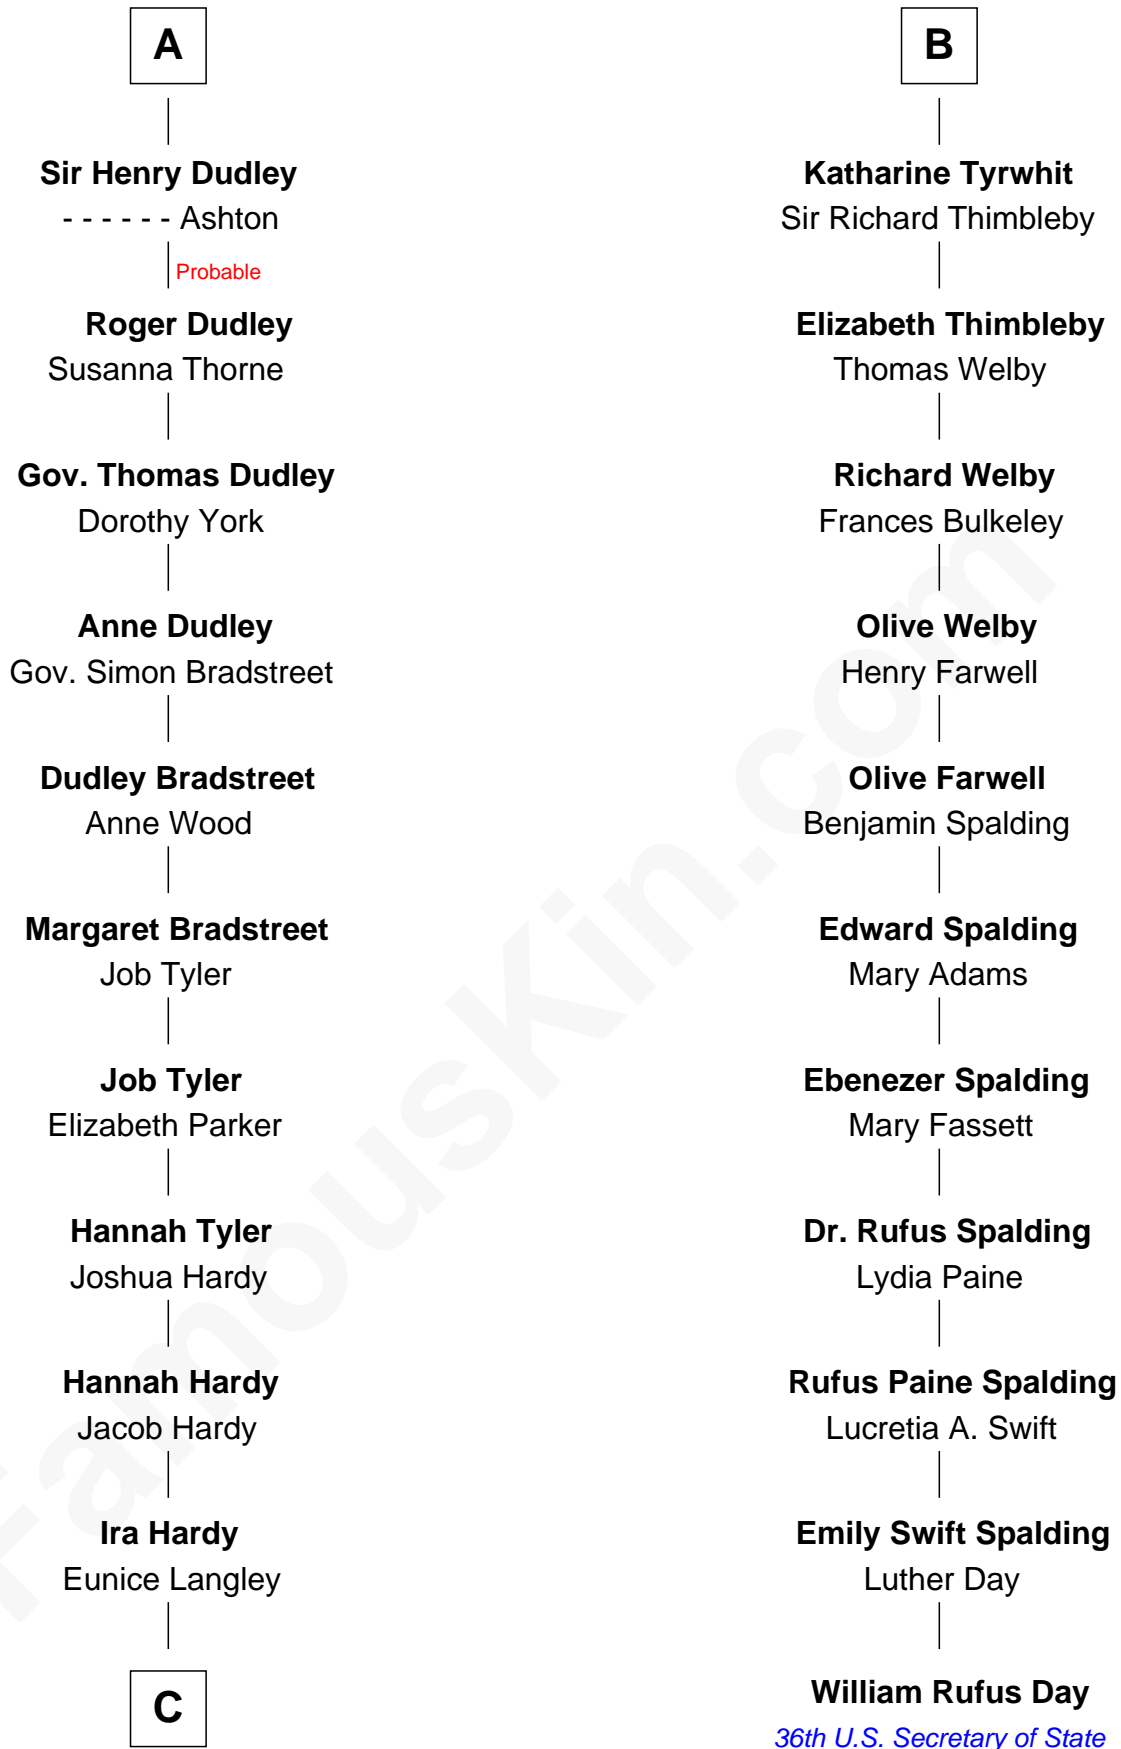 A
Sir Henry Dudley
- - - - - - Ashton
Probable
Roger Dudley
Susanna Thorne
Gov. Thomas Dudley
Dorothy York
Anne Dudley
Gov. Simon Bradstreet
Dudley Bradstreet
Anne Wood
Margaret Bradstreet
Job Tyler
Job Tyler
Elizabeth Parker
Hannah Tyler
Joshua Hardy
Hannah Hardy
Jacob Hardy
Ira Hardy
Eunice Langley
C
B
Katharine Tyrwhit
Sir Richard Thimbleby
Elizabeth Thimbleby
Thomas Welby
Richard Welby
Frances Bulkeley
Olive Welby
Henry Farwell
Olive Farwell
Benjamin Spalding
Edward Spalding
Mary Adams
Ebenezer Spalding
Mary Fassett
Dr. Rufus Spalding
Lydia Paine
Rufus Paine Spalding
Lucretia A. Swift
Emily Swift Spalding
Luther Day
William Rufus Day
36th U.S. Secretary of State
FamousKin.com